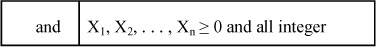 and X₁, X₂, . . . , Xₙ ≥ 0 and all integer